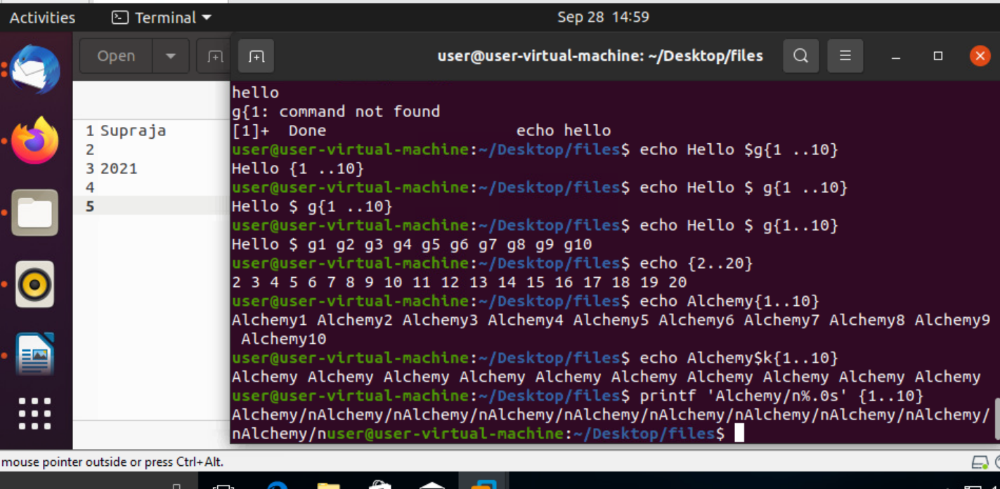 Activities Terminal Sep 28 14:59
Open user@user-virtual-machine: ~/Desktop/files
1 Supraja
2
3 2021
4
5
hello
g{1: command not found
[1]+  Done                    echo hello
user@user-virtual-machine:~/Desktop/files$ echo Hello $g{1 ..10}
Hello {1 ..10}
user@user-virtual-machine:~/Desktop/files$ echo Hello $ g{1 ..10}
Hello $ g{1 ..10}
user@user-virtual-machine:~/Desktop/files$ echo Hello $ g{1..10}
Hello $ g1 g2 g3 g4 g5 g6 g7 g8 g9 g10
user@user-virtual-machine:~/Desktop/files$ echo {2..20}
2 3 4 5 6 7 8 9 10 11 12 13 14 15 16 17 18 19 20
user@user-virtual-machine:~/Desktop/files$ echo Alchemy{1..10}
Alchemy1 Alchemy2 Alchemy3 Alchemy4 Alchemy5 Alchemy6 Alchemy7 Alchemy8 Alchemy9
 Alchemy10
user@user-virtual-machine:~/Desktop/files$ echo Alchemy$k{1..10}
Alchemy Alchemy Alchemy Alchemy Alchemy Alchemy Alchemy Alchemy Alchemy Alchemy
user@user-virtual-machine:~/Desktop/files$ printf 'Alchemy/n%.0s' {1..10}
Alchemy/nAlchemy/nAlchemy/nAlchemy/nAlchemy/nAlchemy/nAlchemy/nAlchemy/nAlchemy/
nAlchemy/nuser@user-virtual-machine:~/Desktop/files$
mouse pointer outside or press Ctrl+Alt.